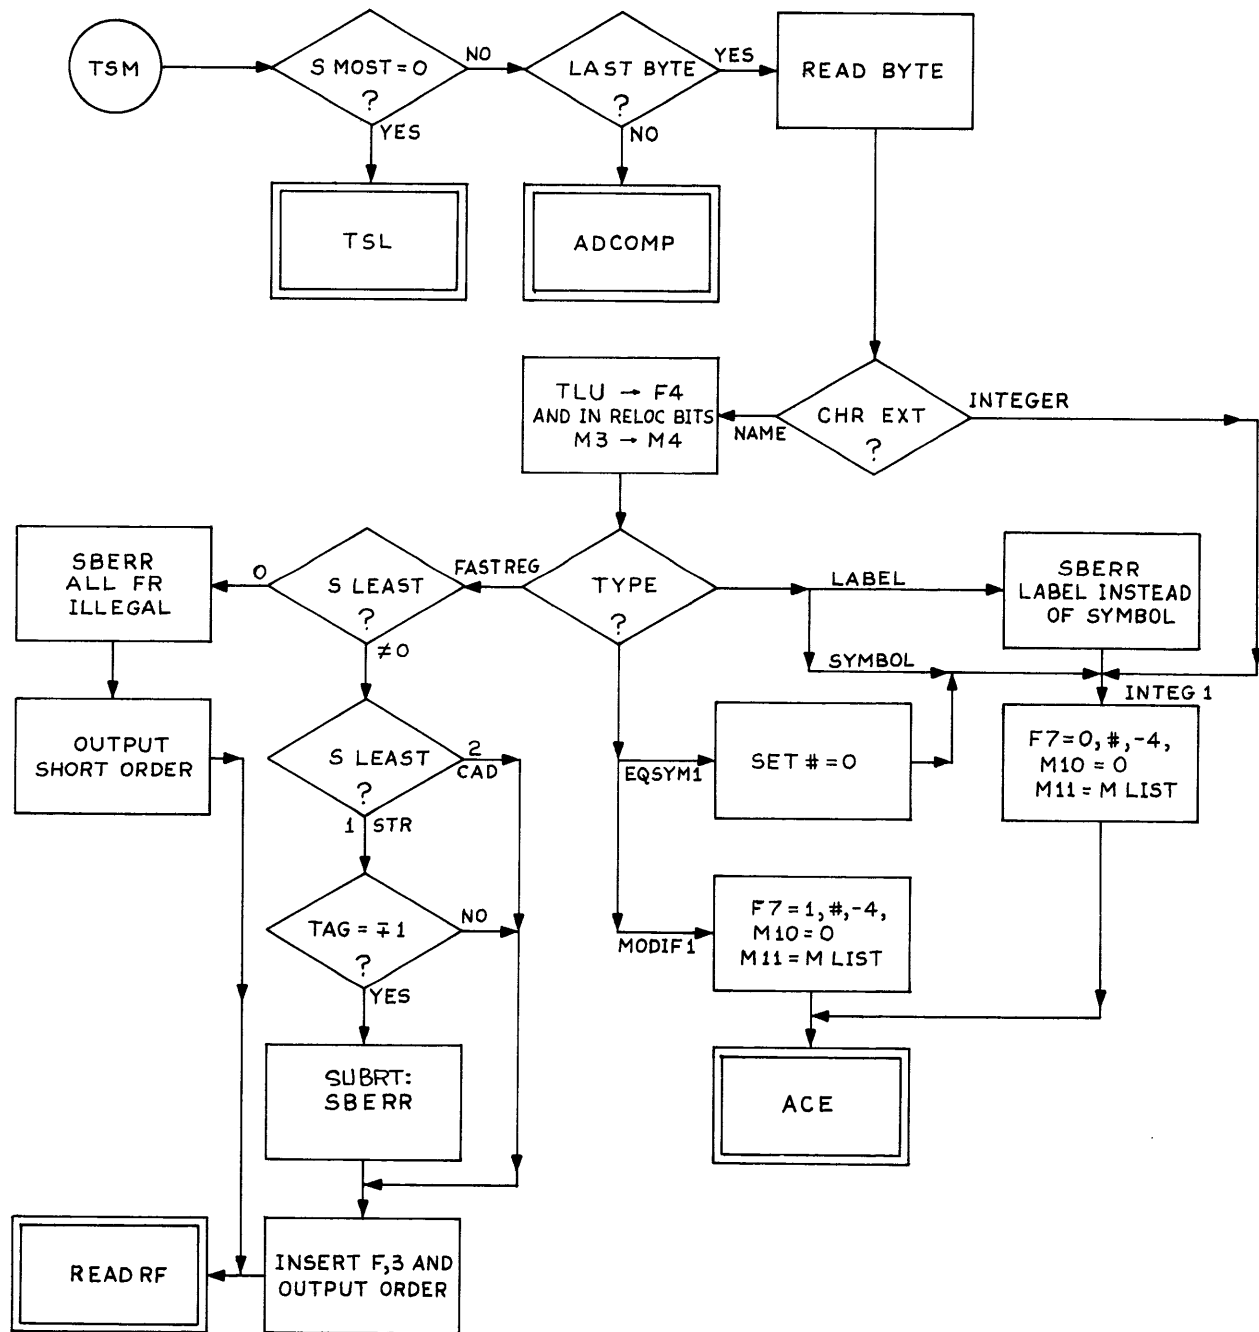 TSM
S MOST=0
?
NO
LAST BYTE
?
YES
READ BYTE
YES
NO
TSL
ADCOMP
TLU → F4
AND IN RELOC BITS
M3 → M4
NAME
CHR EXT
?
INTEGER
SBERR
ALL FR
ILLEGAL
0
S LEAST
?
≠0
FASTREG
TYPE
?
LABEL
SBERR
LABEL INSTEAD
OF SYMBOL
SYMBOL
INTEG 1
OUTPUT
SHORT ORDER
S LEAST
?
2
CAD
1 STR
EQSYM1
SET #=0
F7=0,#,-4,
M10=0
M11=M LIST
TAG=∓1
?
NO
YES
MODIF1
F7=1,#,-4,
M10=0
M11=M LIST
SUBRT:
SBERR
ACE
READ RF
INSERT F,3 AND
OUTPUT ORDER